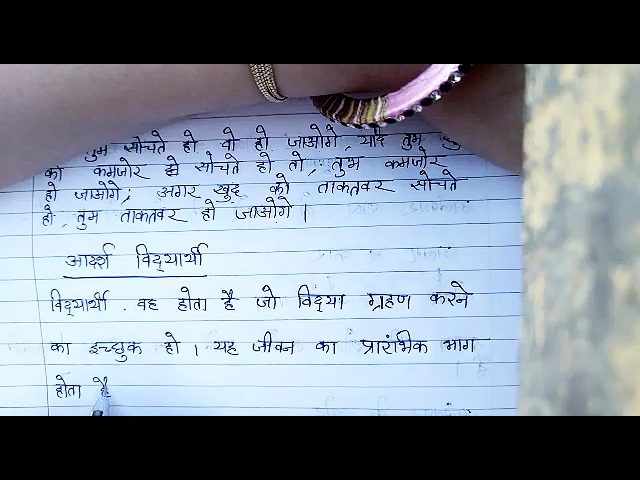 तुम सोचते हो वो हो जाओगे, यदि तुम
को कमजोर सोचते हो तो, तुम कमजोर
हो जाओगे; अगर खुद को ताकतवर सोचते
हो, तुम ताकतवर हो जाओगे।
आदर्श विद्यार्थी
विद्यार्थी वह होता है जो विद्या ग्रहण करने
का इच्छुक हो। यह जीवन का प्रारंभिक भाग
होता है